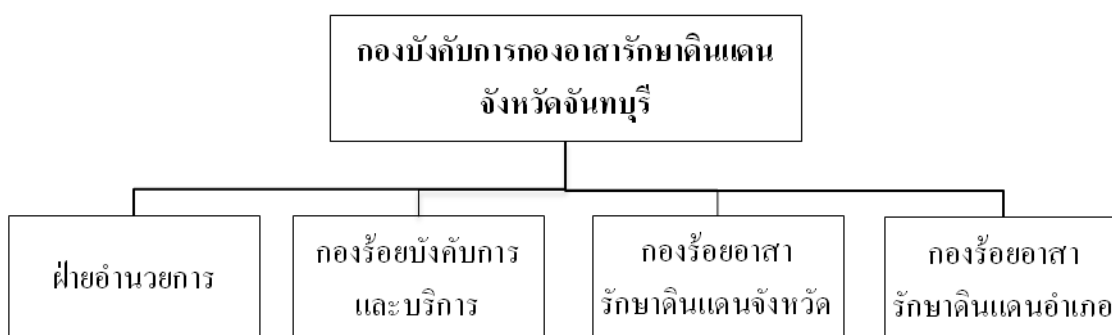 กองบังคับการกองอาสารักษาดินแดน
จังหวัดจันทบุรี
ฝ่ายอำนวยการ
กองร้อยบังคับการ
และบริการ
กองร้อยอาสา
รักษาดินแดนจังหวัด
กองร้อยอาสา
รักษาดินแดนอำเภอ